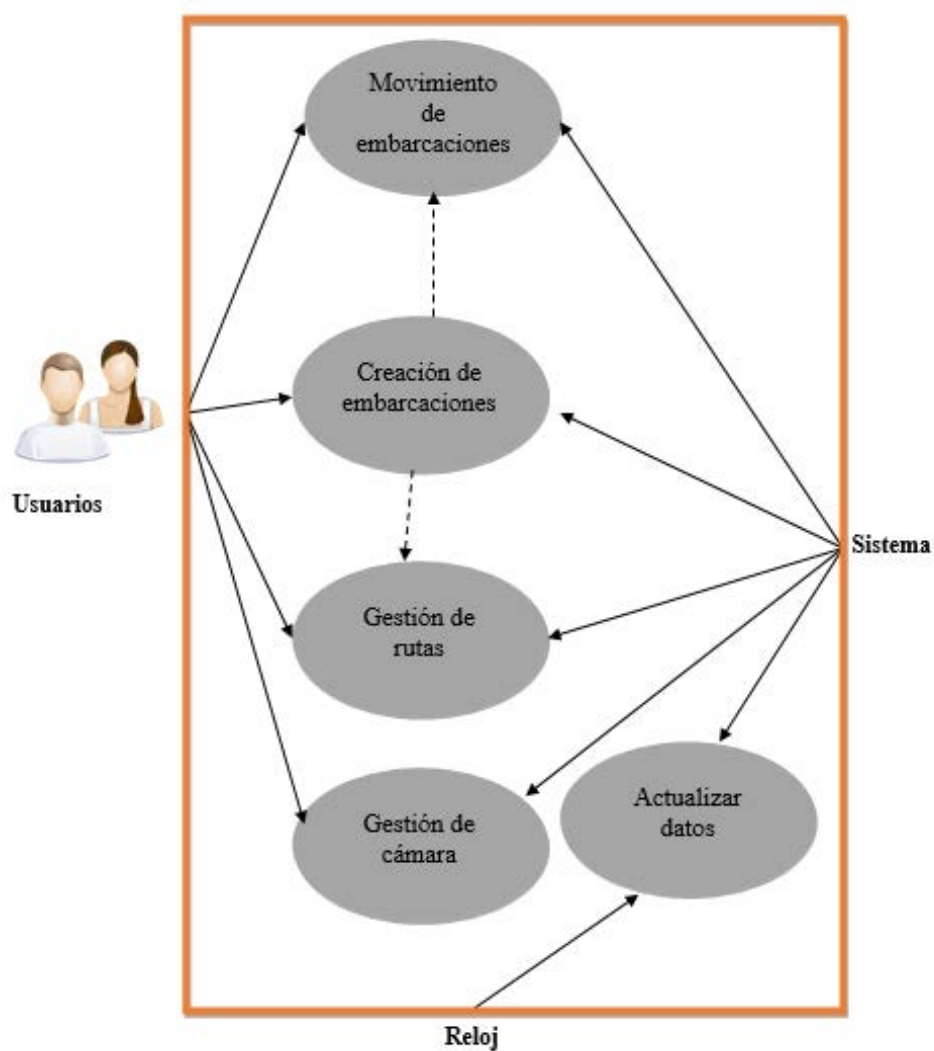 Movimiento
de
embarcaciones
Creación de
embarcaciones
Usuarios
Sistema
Gestión de
rutas
Actualizar
datos
Gestión de
cámara
Reloj